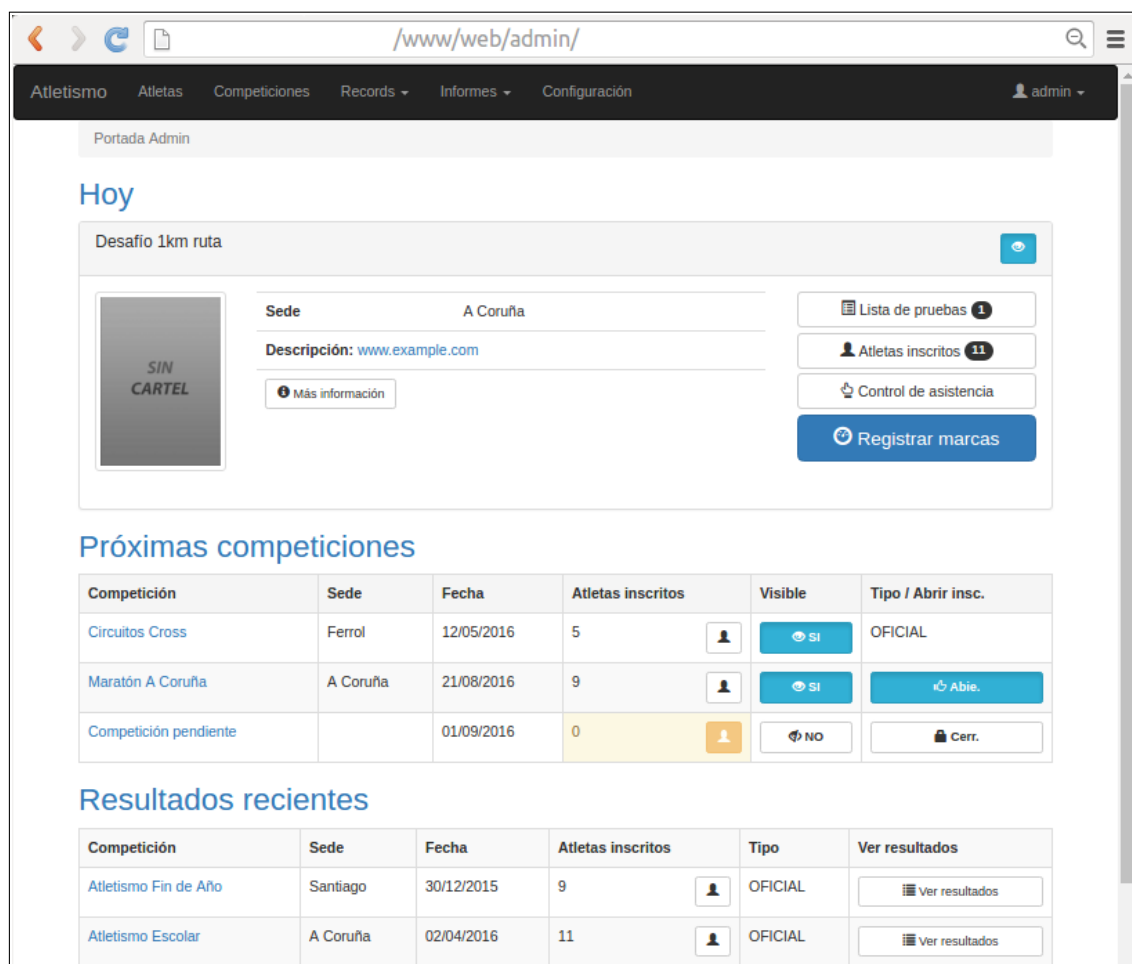 /www/web/admin/
Atletismo Atletas Competiciones Records Informes Configuración admin
Portada Admin
Hoy
Desafío 1km ruta
SIN
CARTEL
Sede A Coruña
Descripción: www.example.com
Más información
Lista de pruebas 1
Atletas inscritos 11
Control de asistencia
Registrar marcas
Próximas competiciones
Competición Sede Fecha Atletas inscritos Visible Tipo / Abrir insc.
Circuitos Cross Ferrol 12/05/2016 5 SI OFICIAL
Maratón A Coruña A Coruña 21/08/2016 9 SI Abie.
Competición pendiente 01/09/2016 0 NO Cerr.
Resultados recientes
Competición Sede Fecha Atletas inscritos Tipo Ver resultados
Atletismo Fin de Año Santiago 30/12/2015 9 OFICIAL Ver resultados
Atletismo Escolar A Coruña 02/04/2016 11 OFICIAL Ver resultados